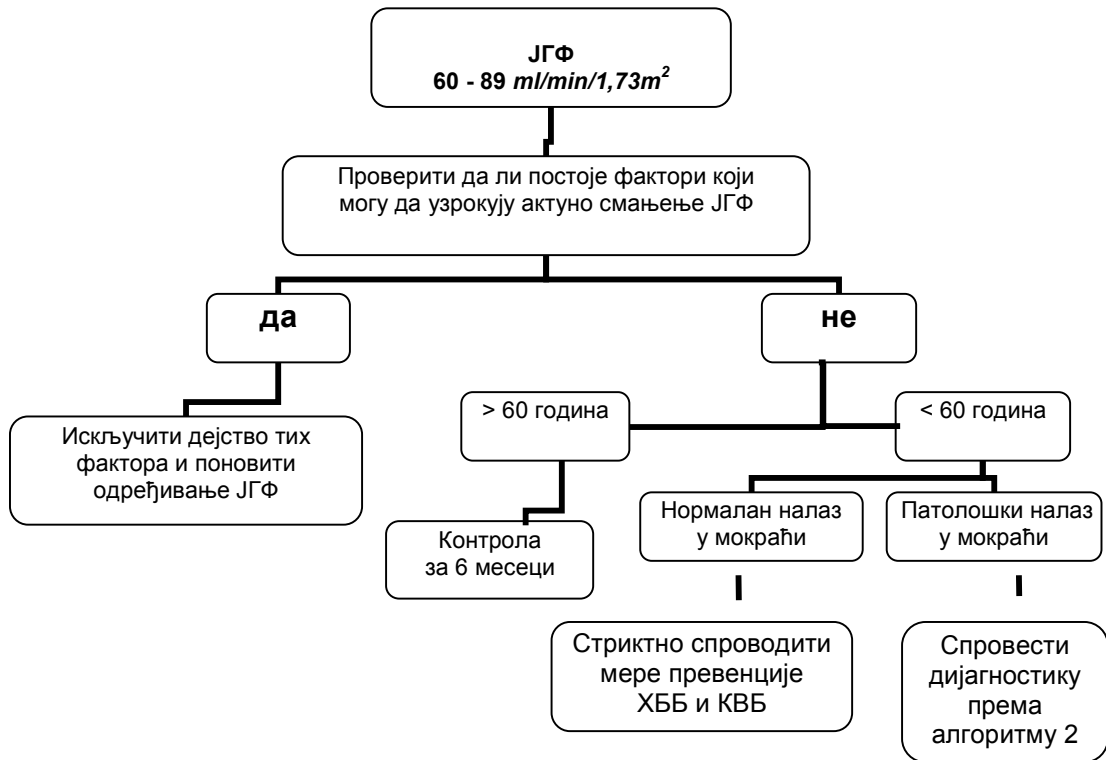 ЈГФ
60 - 89 ml/min/1,73m²
Проверити да ли постоје фактори који
могу да узрокују актуно смањење ЈГФ
да
не
> 60 година
< 60 година
Искључити дејство тих
фактора и поновити
одређивање ЈГФ
Нормалан налаз
у мокраћи
Патолошки налаз
у мокраћи
Контрола
за 6 месеци
Стриктно спроводити
мере превенције
ХББ и КВБ
Спровести
дијагностику
према
алгоритму 2